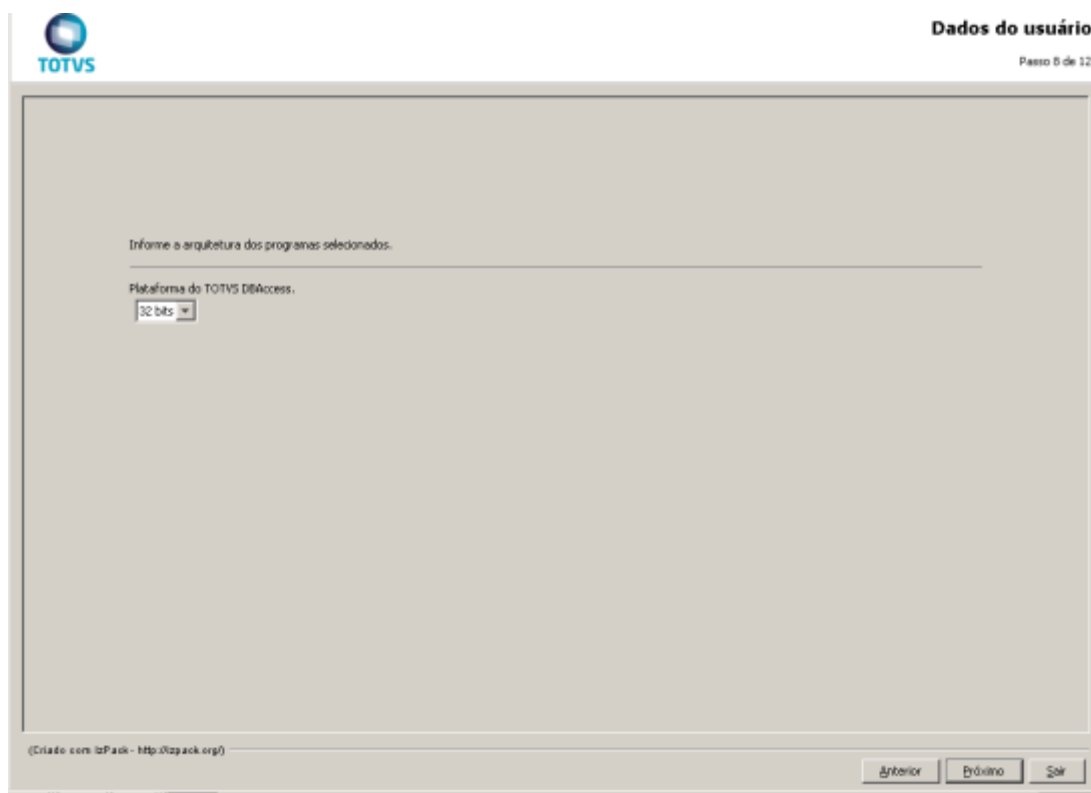 TOTVS
Dados do usuário
Passo 8 de 12
Informe a arquitetura dos programas selecionados.
Plataforma do TOTVS DBAccess.
32 bits
(Criado com IzPack - http://izpack.org/)
Anterior
Próximo
Sair